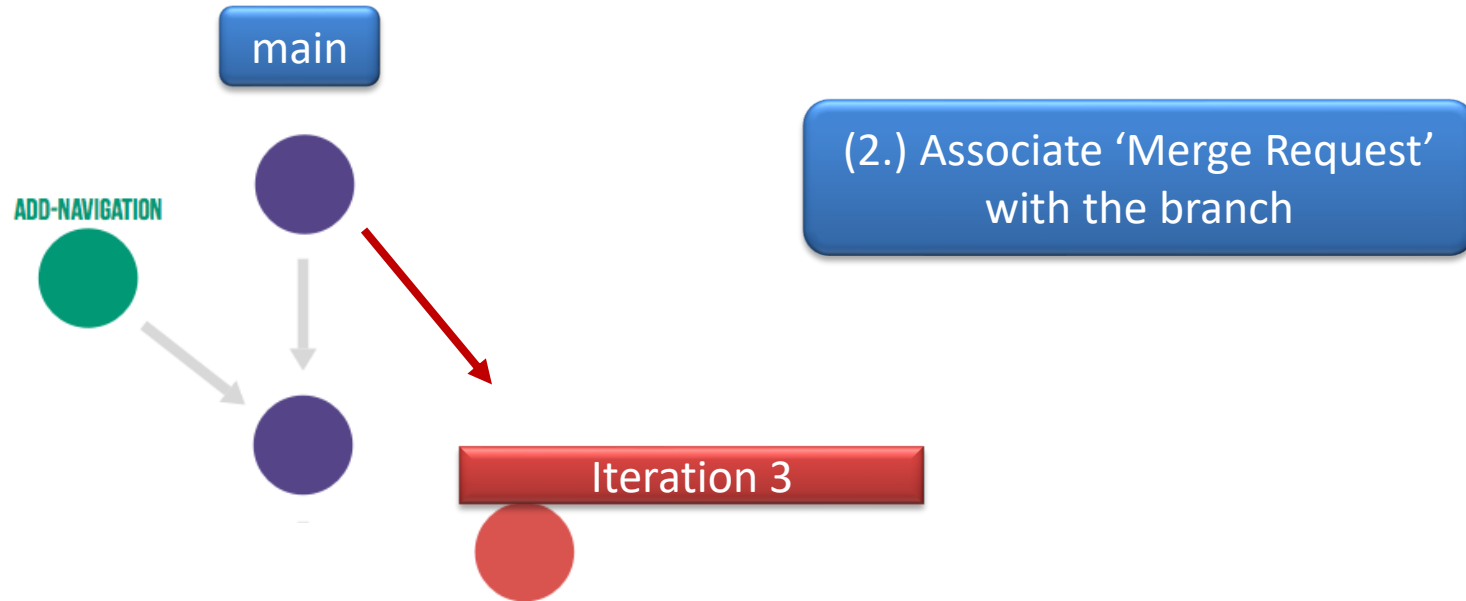 main
(2.) Associate ‘Merge Request’
with the branch
ADD-NAVIGATION
Iteration 3